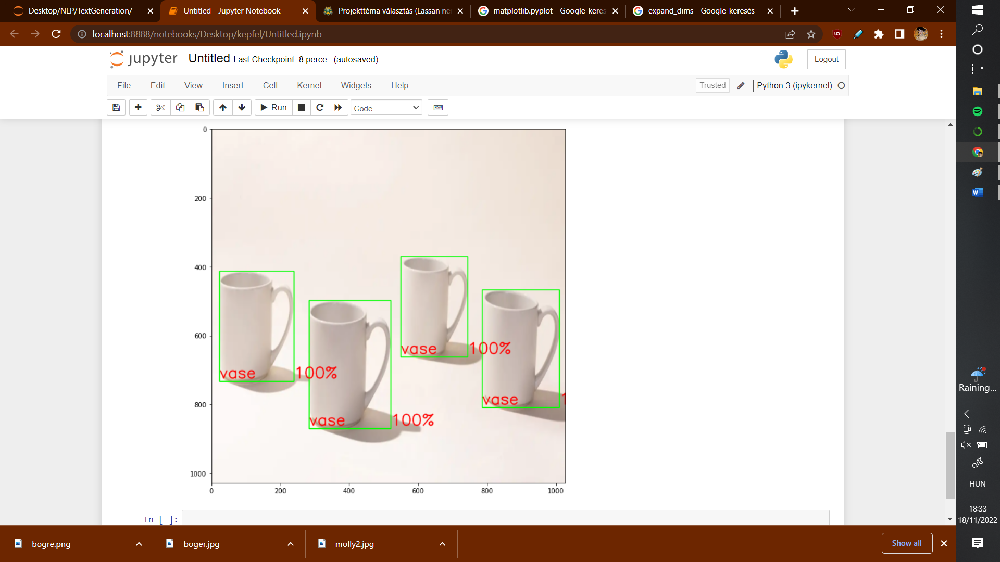 Desktop/NLP/TextGeneration/
Untitled - Jupyter Notebook
Projekttéma választás (Lassan
matplotlib.pyplot - Google-keres
expand_dims - Google-keresés
localhost:8888/notebooks/Desktop/kepfel/Untitled.ipynb
jupyter Untitled Last Checkpoint: 8 perce (autosaved)
Logout
File Edit View Insert Cell Kernel Widgets Help
Trusted
Python 3 (ipykernel)
Run
Code
0
200
400
600
800
1000
vase 100%
vase 100%
vase 100%
vase 1
0 200 400 600 800 1000
In [ ]:
bogre.png
boger.jpg
molly2.jpg
Show all
Raining...
HUN
18:33
18/11/2022